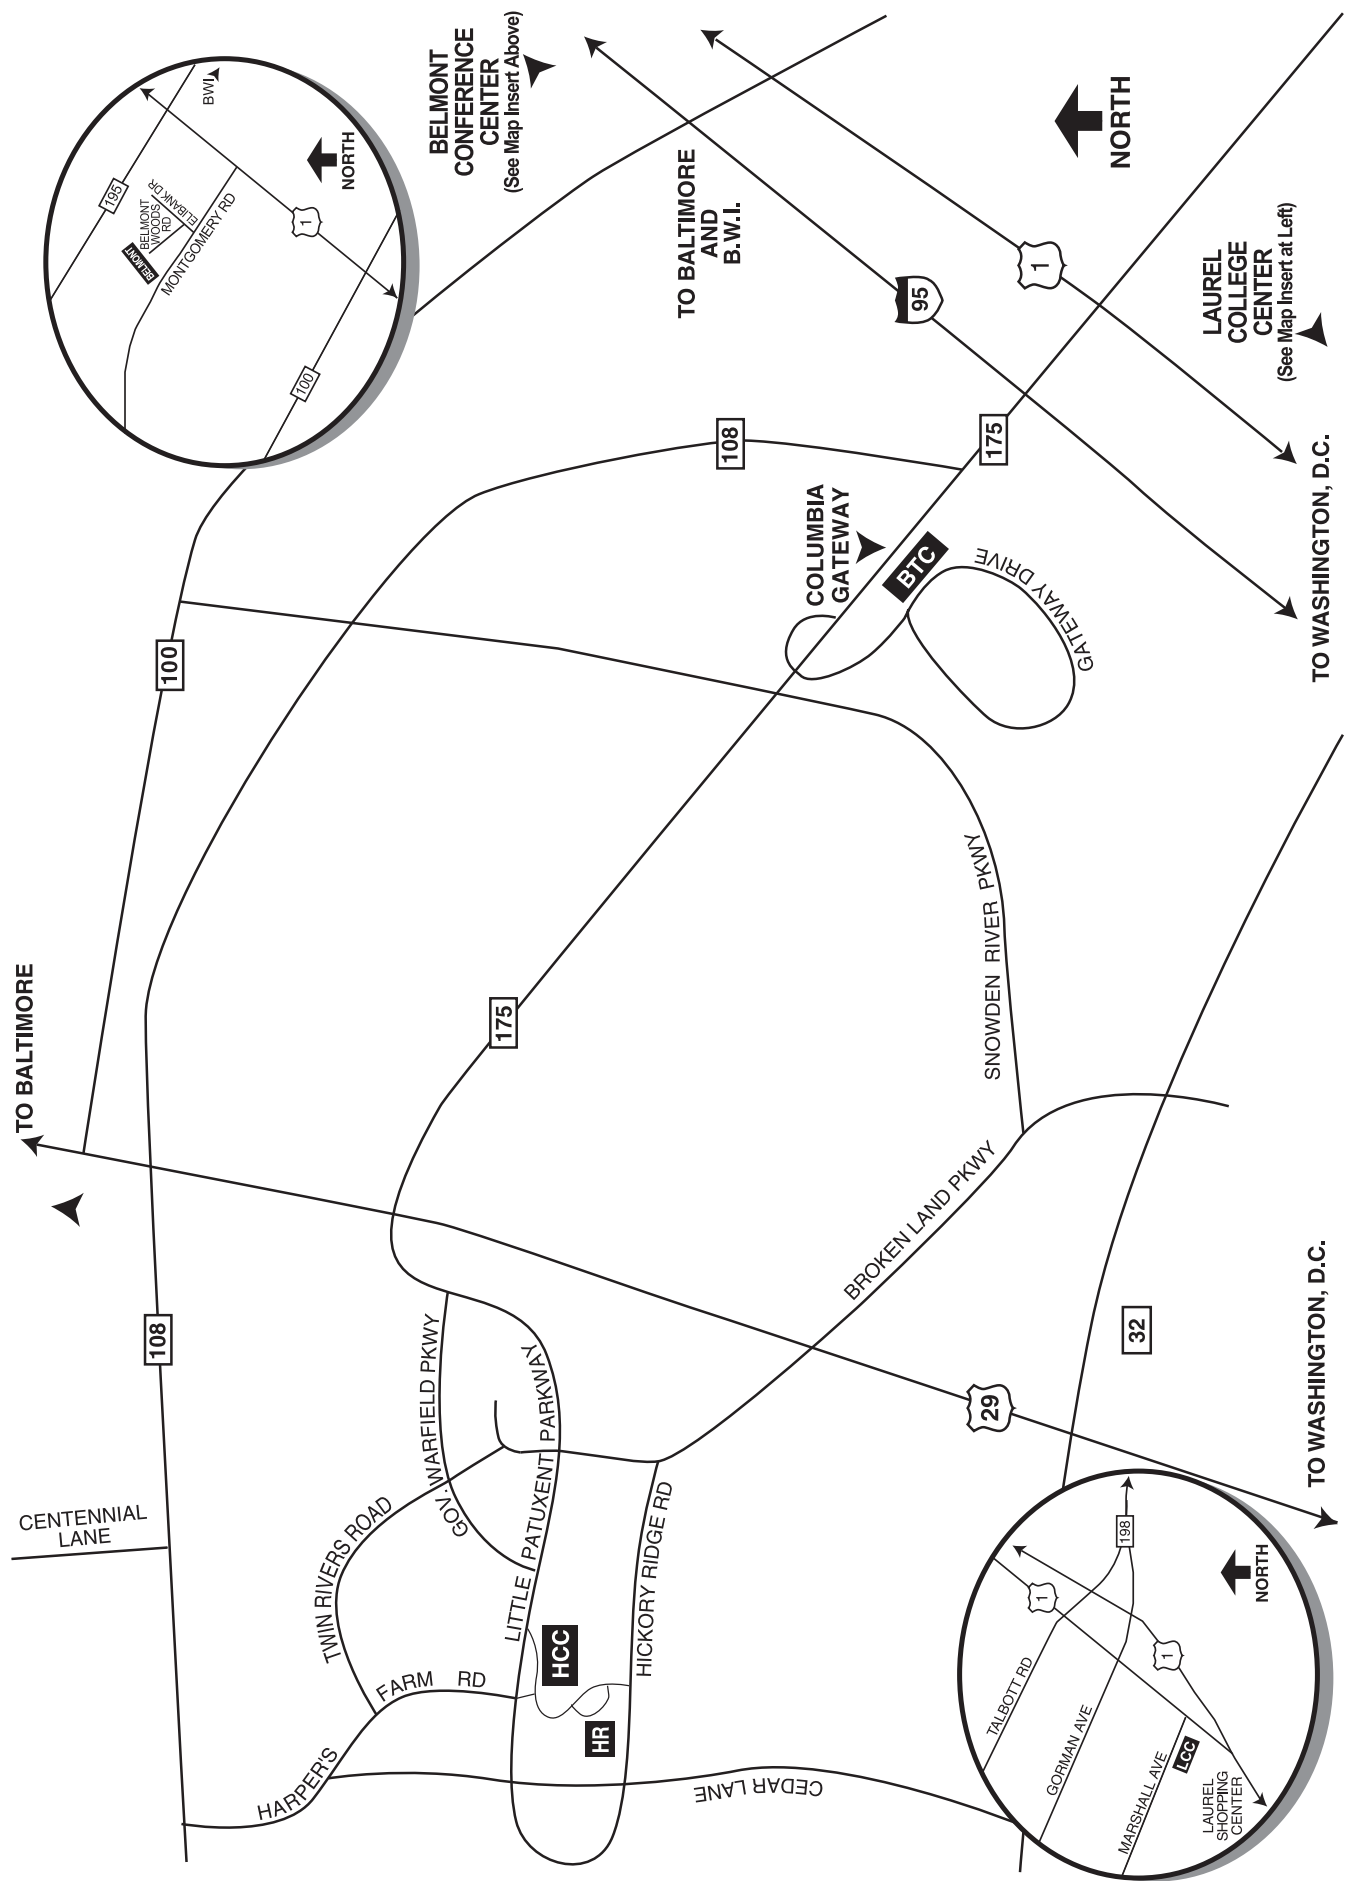 CENTENNIAL
LANE
108
TO BALTIMORE
100
195
BWI
BELMONT
BELMONT
WOODS
RD
ELIBANK DR
MONTGOMERY RD
1
NORTH
100
BELMONT
CONFERENCE
CENTER
(See Map Insert Above)
HARPER'S
FARM RD
TWIN RIVERS ROAD
GOV. WARFIELD PKWY
LITTLE PATUXENT PARKWAY
HCC
HR
HICKORY RIDGE RD
CEDAR LANE
175
108
TO BALTIMORE
AND
B.W.I.
COLUMBIA
GATEWAY
BTC
GATEWAY DRIVE
175
95
1
NORTH
BROKEN LAND PKWY
SNOWDEN RIVER PKWY
29
32
TALBOTT RD
GORMAN AVE
MARSHALL AVE
LCC
LAUREL
SHOPPING
CENTER
1
1
198
NORTH
TO WASHINGTON, D.C.
TO WASHINGTON, D.C.
LAUREL
COLLEGE
CENTER
(See Map Insert at Left)